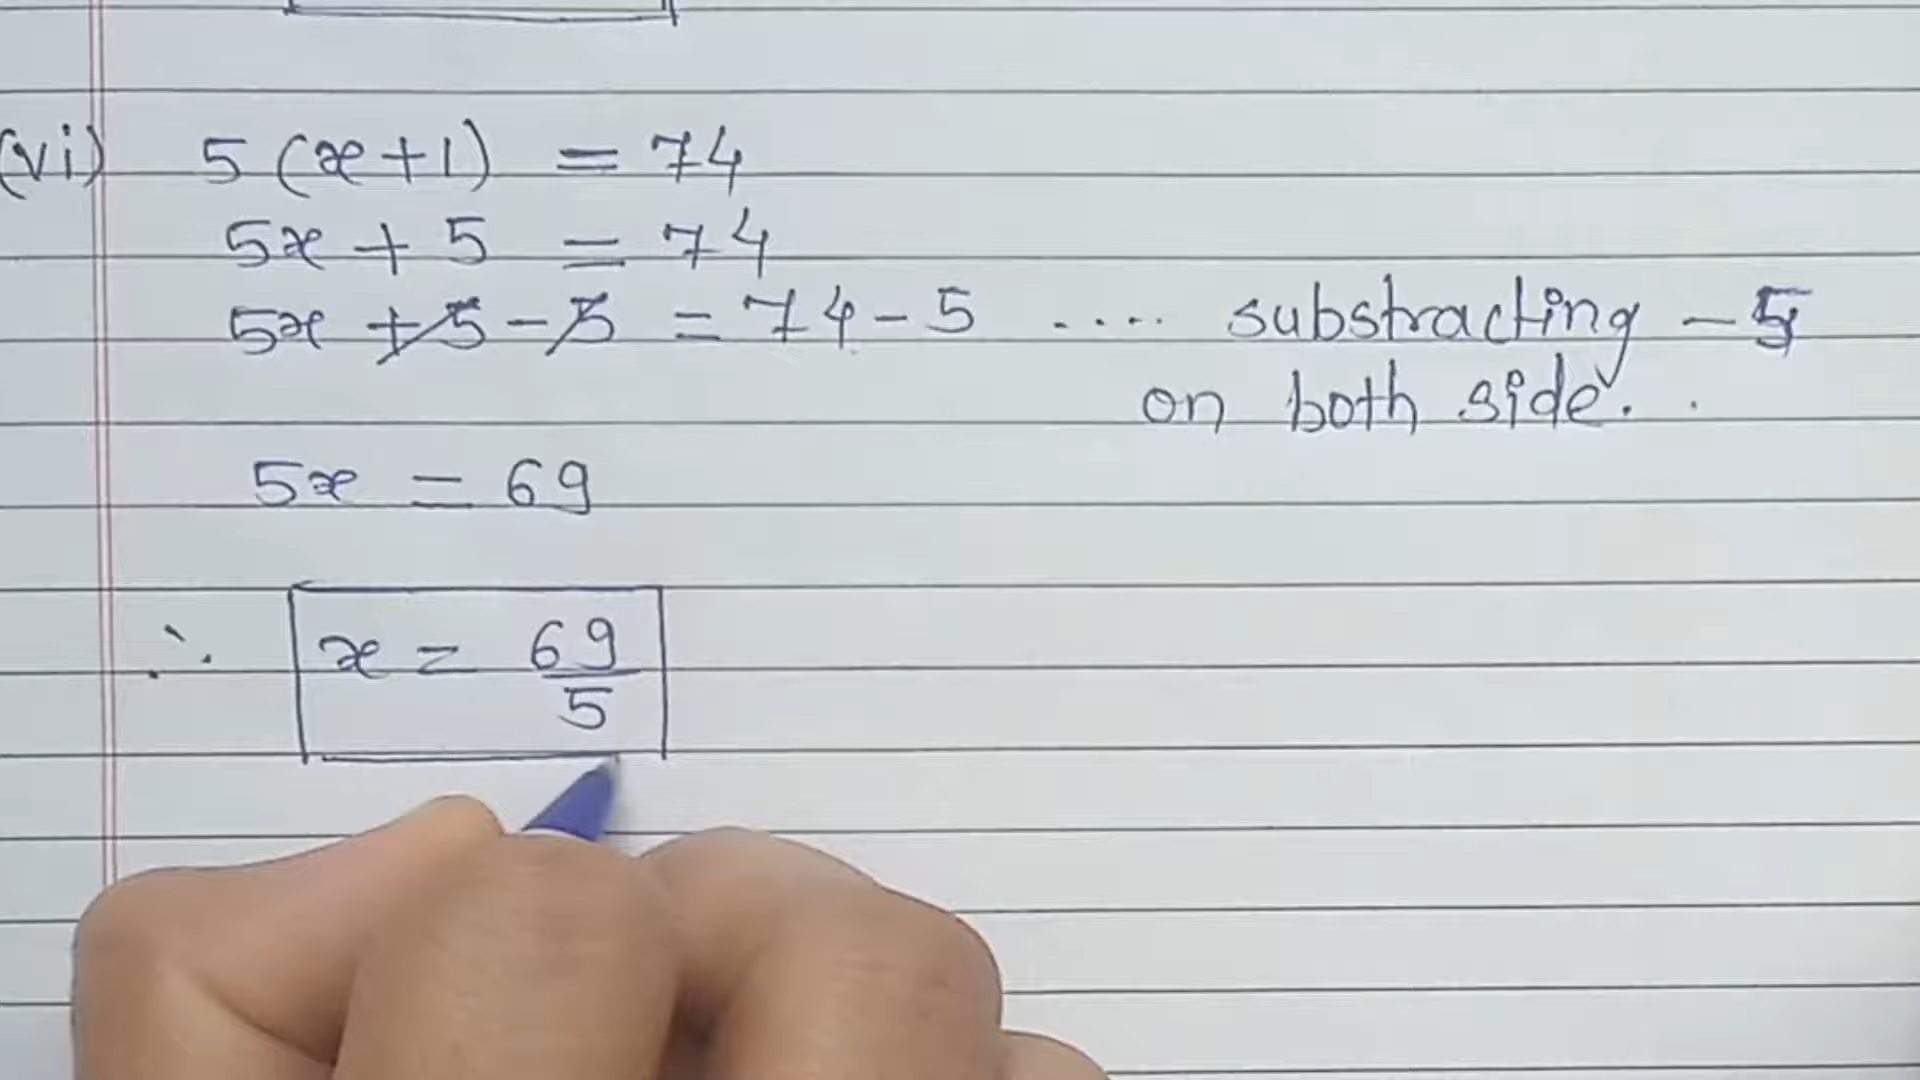 (vi) 5 (x+1) = 74
5x + 5 = 74
5x +5 - 5 = 74 - 5 .... substracting - 5
on both side.
5x = 69
∴ x = 69/5